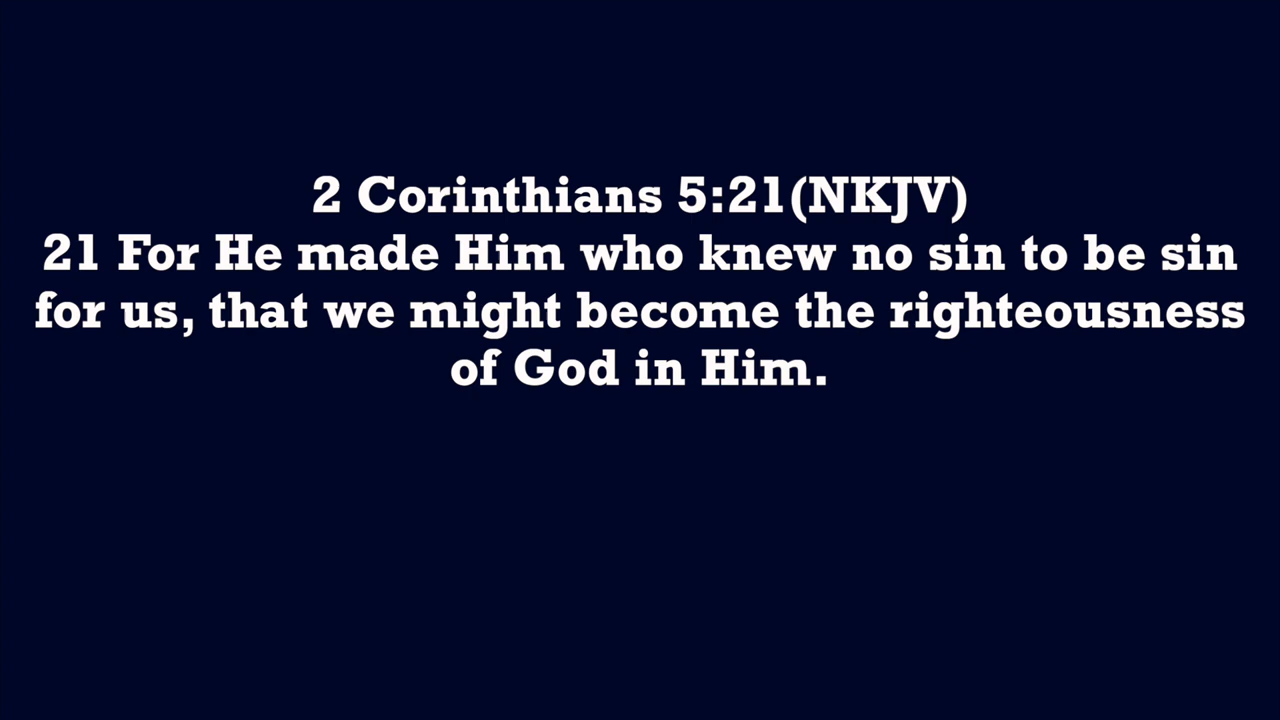 2 Corinthians 5:21(NKJV)
21 For He made Him who knew no sin to be sin
for us, that we might become the righteousness
of God in Him.